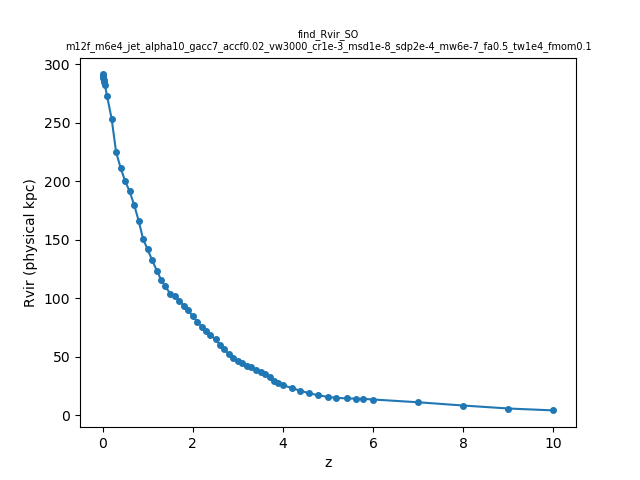 find_Rvir_SO
m12f_m6e4_jet_alpha10_gacc7_accf0.02_vw3000_cr1e-3_msd1e-8_sdp2e-4_mw6e-7_fa0.5_tw1e4_fmom0.1
300
250
200
150
100
50
0
Rvir (physical kpc)
0 2 4 6 8 10
z